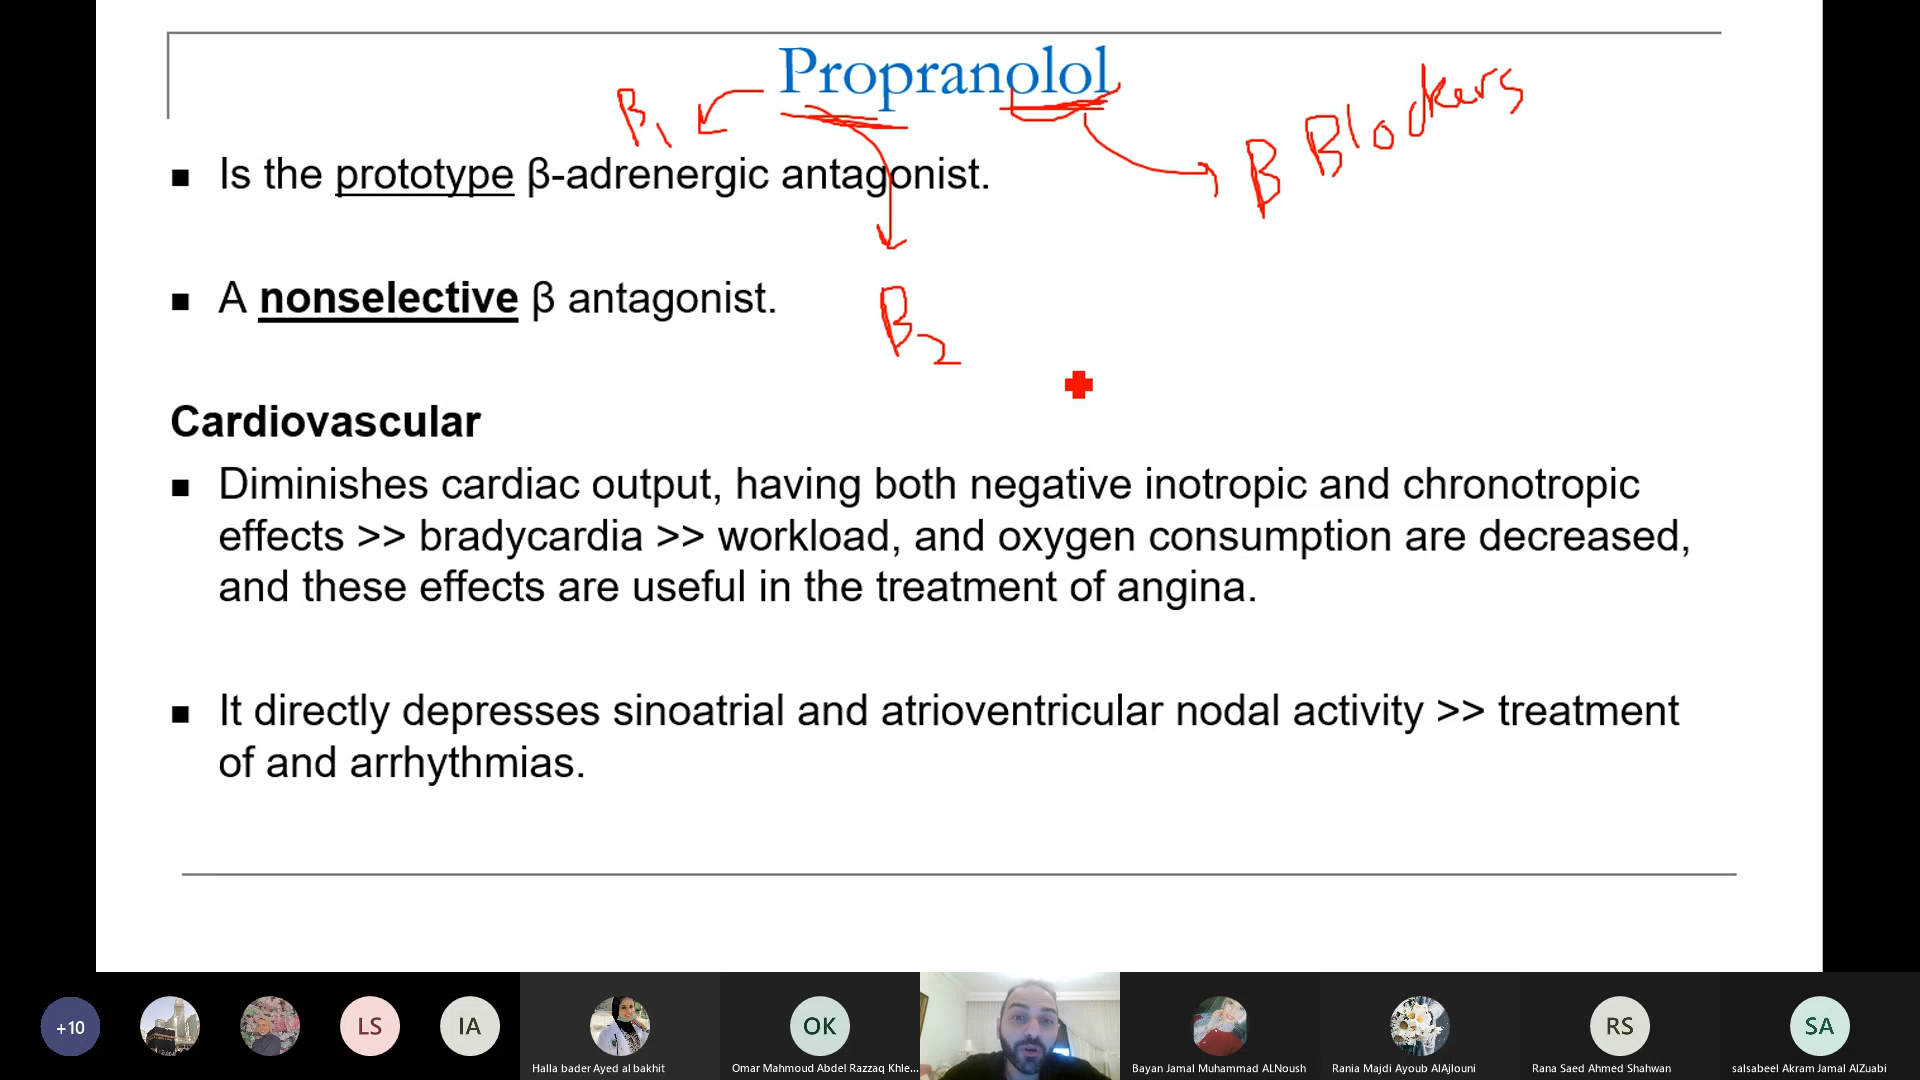 Propranolol
B1
B Blockers
■ Is the prototype β-adrenergic antagonist.
■ A nonselective β antagonist.
B2
Cardiovascular
■ Diminishes cardiac output, having both negative inotropic and chronotropic
effects >> bradycardia >> workload, and oxygen consumption are decreased,
and these effects are useful in the treatment of angina.
■ It directly depresses sinoatrial and atrioventricular nodal activity >> treatment
of and arrhythmias.
+10
LS
IA
OK
RS
SA
Halla bader Ayed al bakhit
Omar Mahmoud Abdel Razzaq Khle...
Bayan Jamal Muhammad ALNoush
Rania Majdi Ayoub AlAjlouni
Rana Saed Ahmed Shahwan
salsabeel Akram Jamal AlZuabi